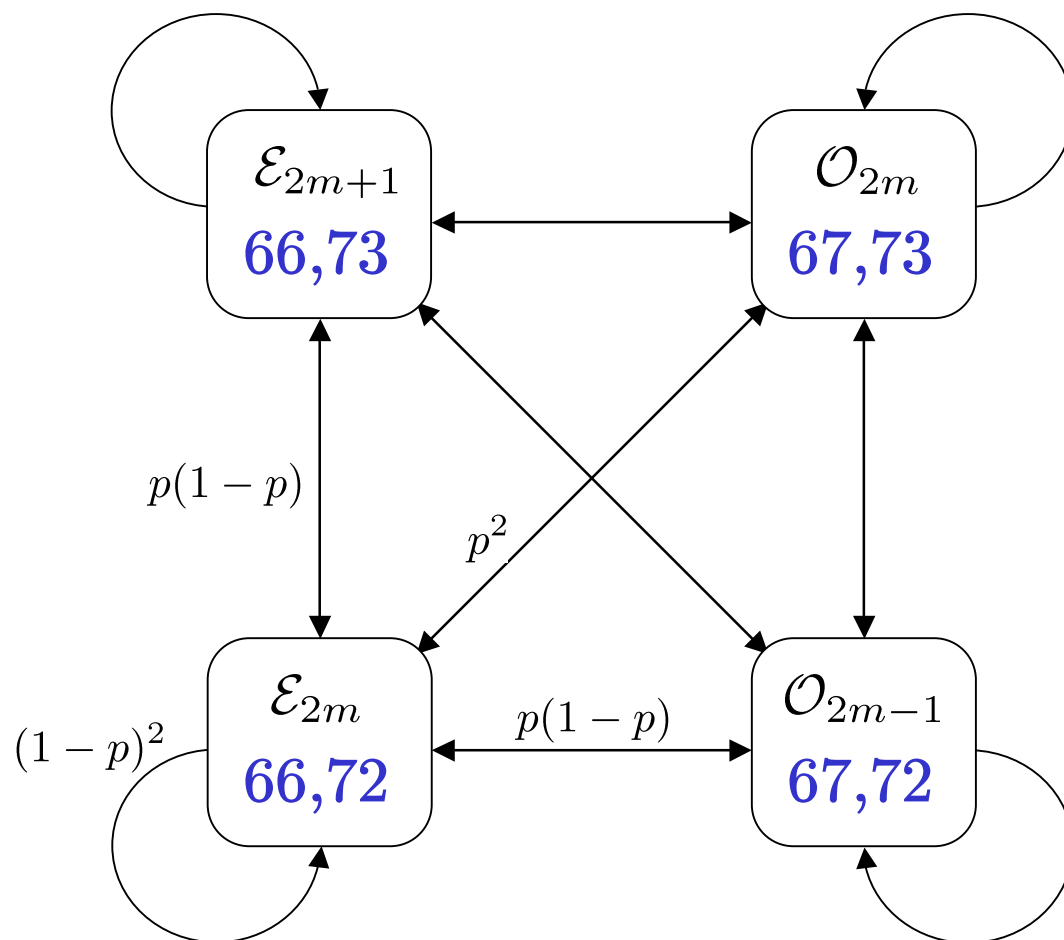 ℰ_{2m+1}
66,73
𝒪_{2m}
67,73
p(1 − p)
p^2
ℰ_{2m}
66,72
p(1 − p)
𝒪_{2m−1}
67,72
(1 − p)^2